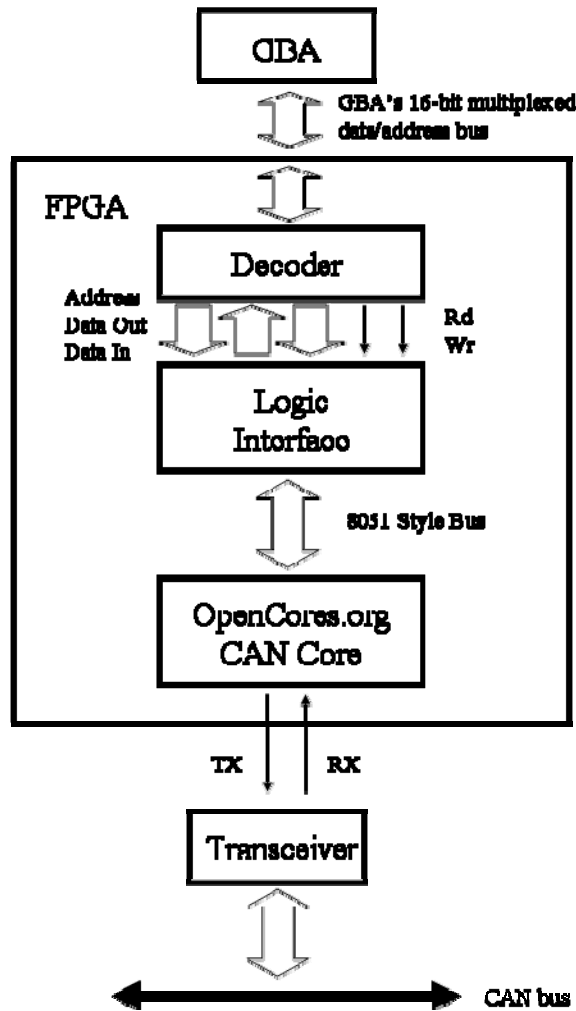 GBA
GBA's 16-bit multiplexed
data/address bus
FPGA
Decoder
Address
Data Out
Data In
Rd
Wr
Logic
Interface
8051 Style Bus
OpenCores.org
CAN Core
TX
RX
Transceiver
CAN bus